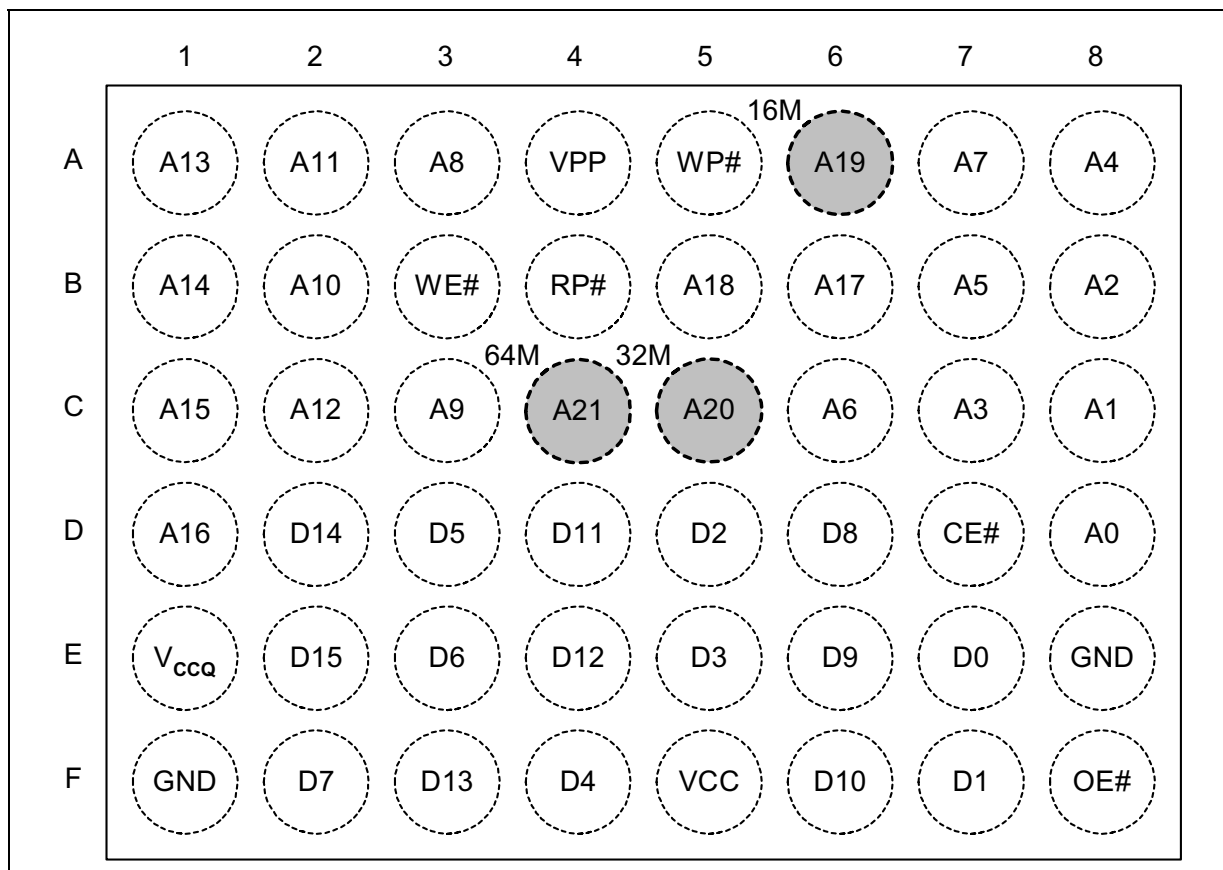 1 2 3 4 5 6 7 8
16M
A A13 A11 A8 VPP WP# A19 A7 A4
B A14 A10 WE# RP# A18 A17 A5 A2
64M 32M
C A15 A12 A9 A21 A20 A6 A3 A1
D A16 D14 D5 D11 D2 D8 CE# A0
E VCCQ D15 D6 D12 D3 D9 D0 GND
F GND D7 D13 D4 VCC D10 D1 OE#